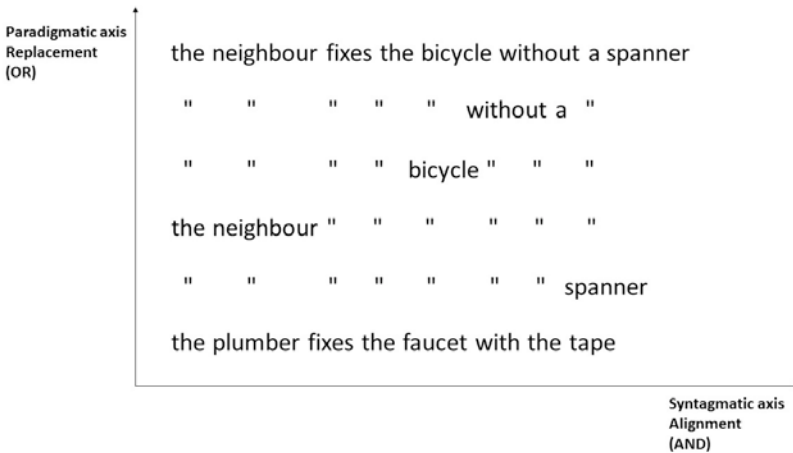 Paradigmatic axis
Replacement
(OR)
the neighbour fixes the bicycle without a spanner
" " " " " without a "
" " " " bicycle " " "
the neighbour " " " " " "
" " " " " " " spanner
the plumber fixes the faucet with the tape
Syntagmatic axis
Alignment
(AND)